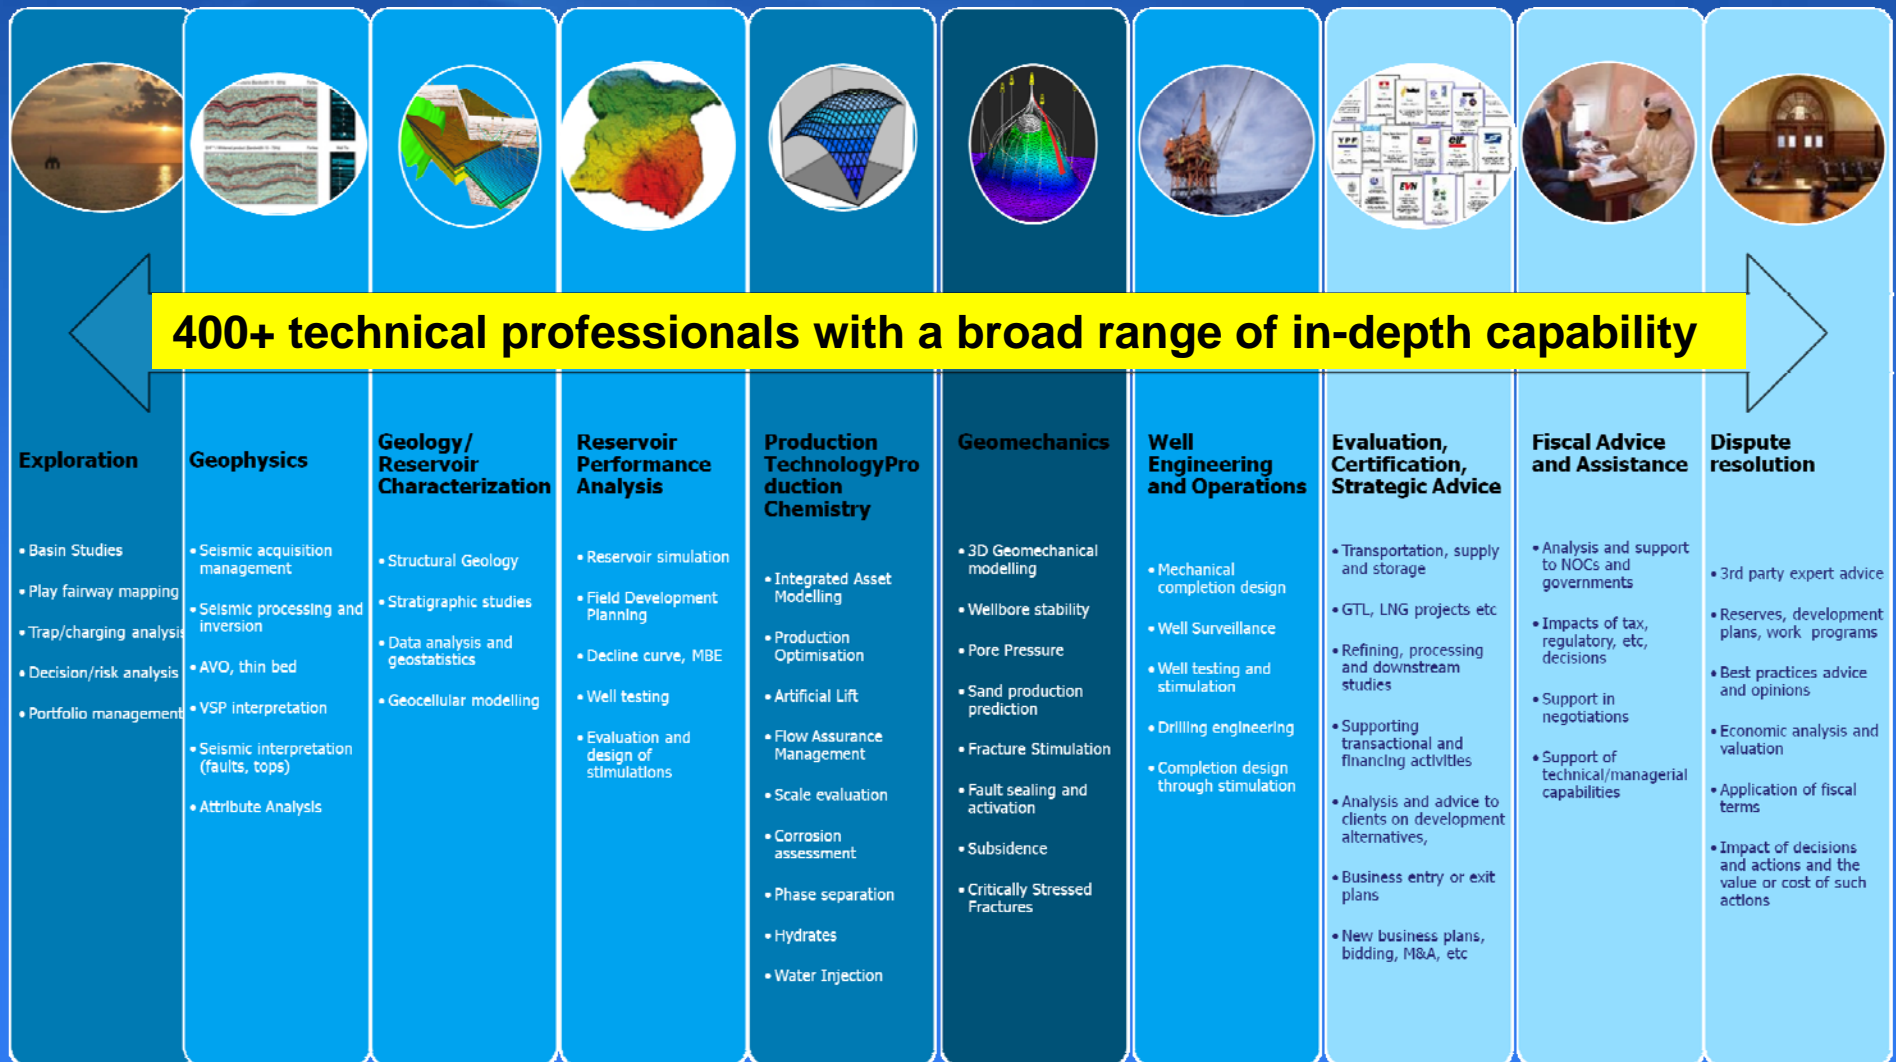 400+ technical professionals with a broad range of in-depth capability
Exploration
• Basin Studies
• Play fairway mapping
• Trap/charging analysis
• Decision/risk analysis
• Portfolio management
Geophysics
• Seismic acquisition
management
• Seismic processing and
inversion
• AVO, thin bed
• VSP interpretation
• Seismic interpretation
(faults, tops)
• Attribute Analysis
Geology/
Reservoir
Characterization
• Structural Geology
• Stratigraphic studies
• Data analysis and
geostatistics
• Geocellular modelling
Reservoir
Performance
Analysis
• Reservoir simulation
• Field Development
Planning
• Decline curve, MBE
• Well testing
• Evaluation and
design of
stimulations
Production
TechnologyPro
duction
Chemistry
• Integrated Asset
Modelling
• Production
Optimisation
• Artificial Lift
• Flow Assurance
Management
• Scale evaluation
• Corrosion
assessment
• Phase separation
• Hydrates
• Water Injection
Geomechanics
• 3D Geomechanical
modelling
• Wellbore stability
• Pore Pressure
• Sand production
prediction
• Fracture Stimulation
• Fault sealing and
activation
• Subsidence
• Critically Stressed
Fractures
Well
Engineering
and Operations
• Mechanical
completion design
• Well Surveillance
• Well testing and
stimulation
• Drilling engineering
• Completion design
through stimulation
YPF
elf
EVN
Evaluation,
Certification,
Strategic Advice
• Transportation, supply
and storage
• GTL, LNG projects etc
• Refining, processing
and downstream
studies
• Supporting
transactional and
financing activities
• Analysis and advice to
clients on development
alternatives,
• Business entry or exit
plans
• New business plans,
bidding, M&A, etc
Fiscal Advice
and Assistance
• Analysis and support
to NOCs and
governments
• Impacts of tax,
regulatory, etc,
decisions
• Support in
negotiations
• Support of
technical/managerial
capabilities
Dispute
resolution
• 3rd party expert advice
• Reserves, development
plans, work programs
• Best practices advice
and opinions
• Economic analysis and
valuation
• Application of fiscal
terms
• Impact of decisions
and actions and the
value or cost of such
actions